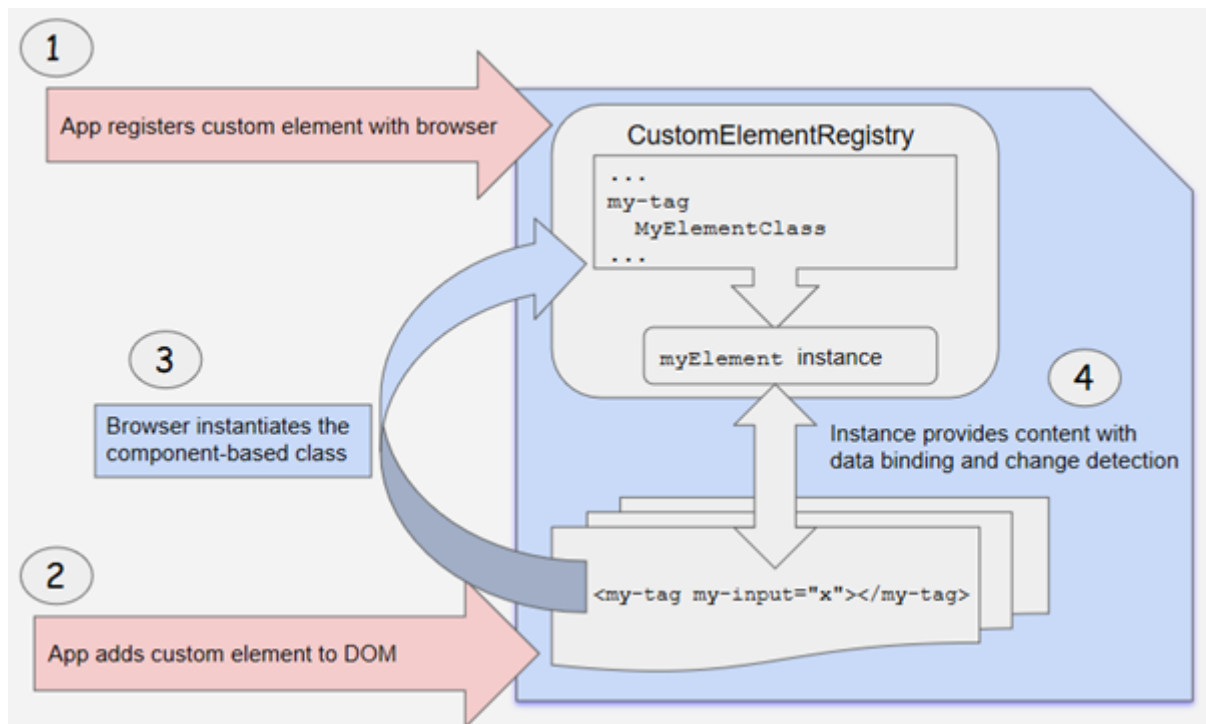 1
App registers custom element with browser
CustomElementRegistry
...
my-tag
MyElementClass
...
myElement instance
3
Browser instantiates the
component-based class
4
Instance provides content with
data binding and change detection
2
<my-tag my-input="x"></my-tag>
App adds custom element to DOM